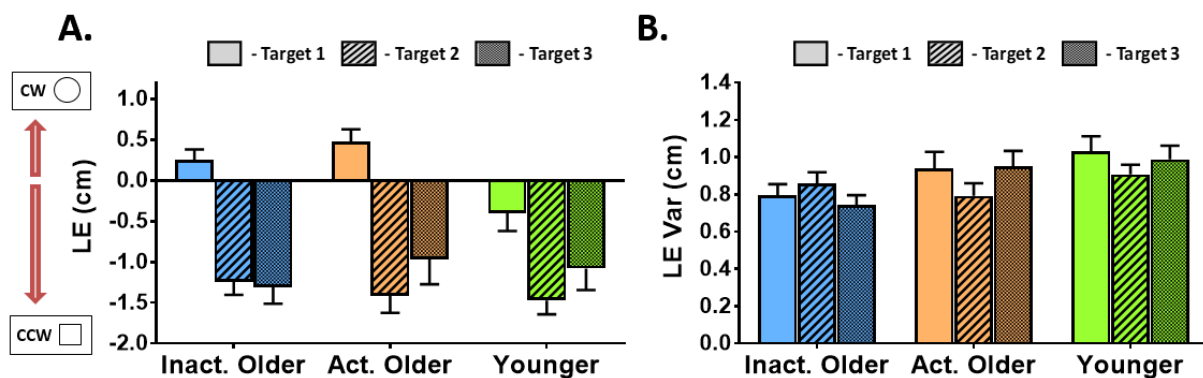 A.
- Target 1 - Target 2 - Target 3
CW
CCW
LE (cm)
1.0
0.5
0.0
-0.5
-1.0
-1.5
-2.0
Inact. Older Act. Older Younger
B.
- Target 1 - Target 2 - Target 3
LE Var (cm)
1.4
1.2
1.0
0.8
0.6
0.4
0.2
0.0
Inact. Older Act. Older Younger